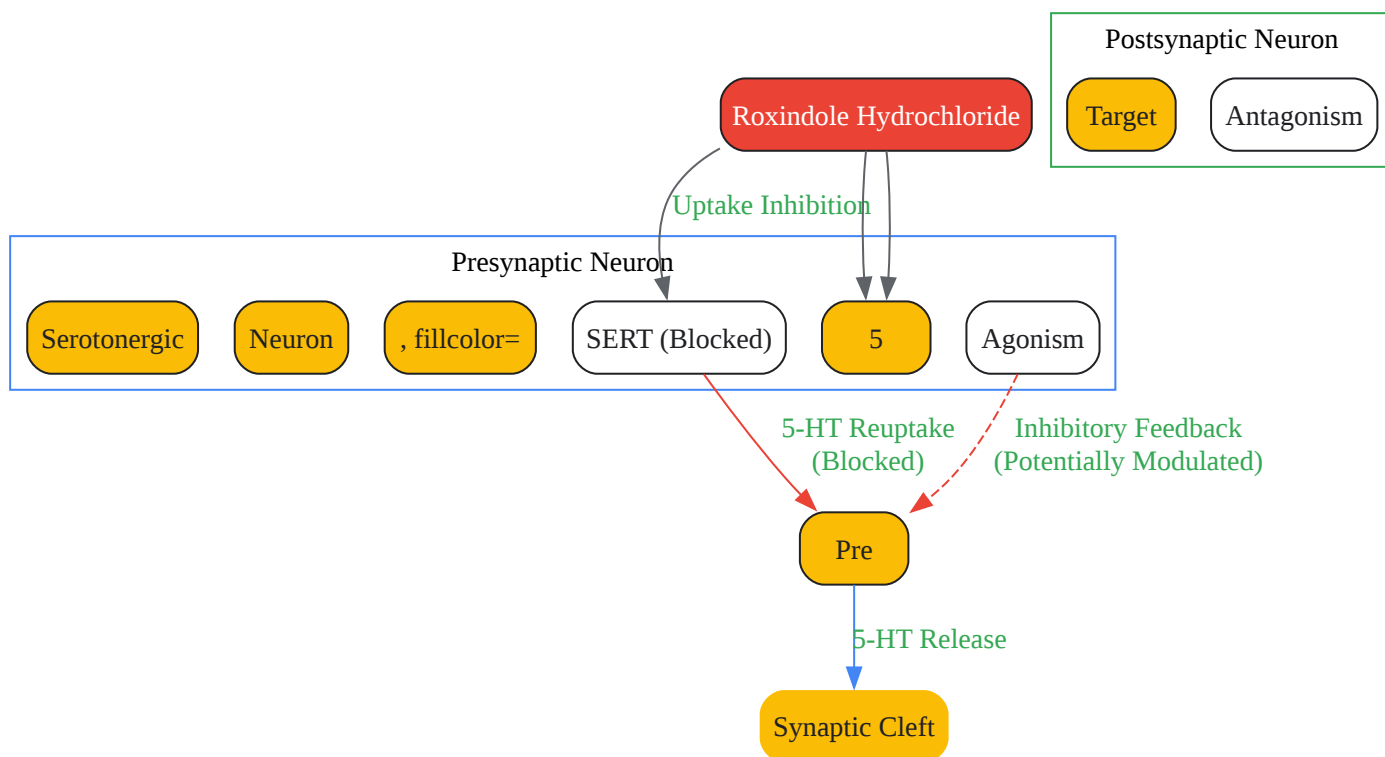 Postsynaptic Neuron
Roxindole Hydrochloride
Target
Antagonism
Uptake Inhibition
Presynaptic Neuron
Serotonergic
Neuron
, fillcolor=
SERT (Blocked)
5
Agonism
5-HT Reuptake
(Blocked)
Inhibitory Feedback
(Potentially Modulated)
Pre
5-HT Release
Synaptic Cleft